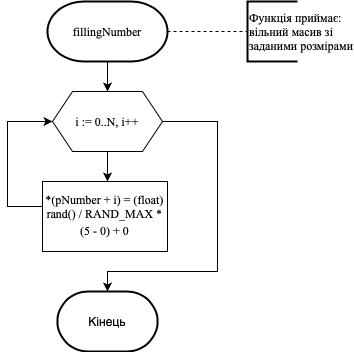 fillingNumber
Функція приймає:
вільний масив зі
заданими розмірами
i := 0..N, i++
*(pNumber + i) = (float)
rand() / RAND_MAX *
(5 - 0) + 0
Кінець